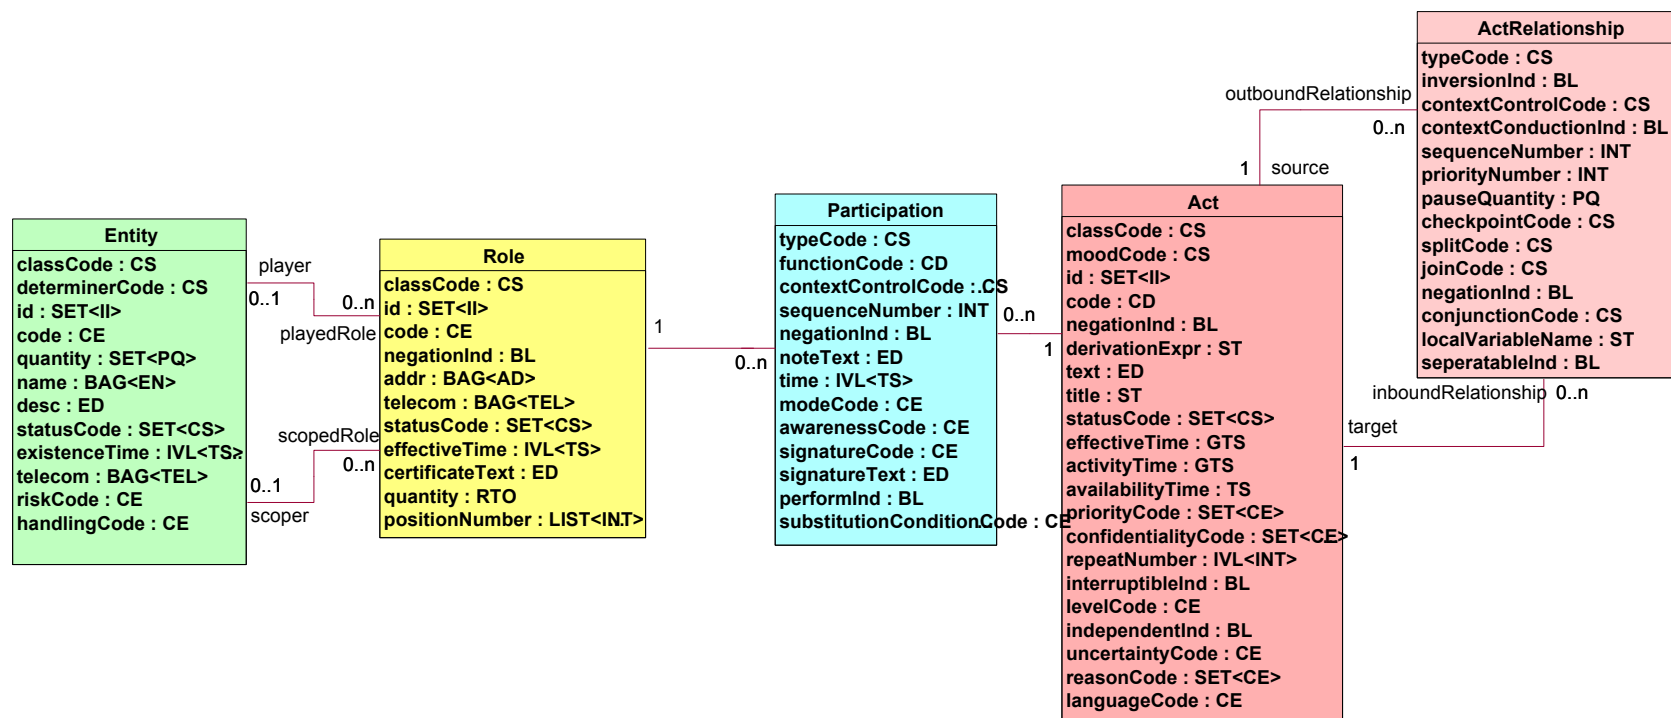 Entity
classCode : CS
determinerCode : CS
id : SET<II>
code : CE
quantity : SET<PQ>
name : BAG<EN>
desc : ED
statusCode : SET<CS>
existenceTime : IVL<TS>
telecom : BAG<TEL>
riskCode : CE
handlingCode : CE
player
0..1
0..n
playedRole
scopedRole
0..n
0..1
scoper
Role
classCode : CS
id : SET<II>
code : CE
negationInd : BL
addr : BAG<AD>
telecom : BAG<TEL>
statusCode : SET<CS>
effectiveTime : IVL<TS>
certificateText : ED
quantity : RTO
positionNumber : LIST<INT>
1
0..n
Participation
typeCode : CS
functionCode : CD
contextControlCode : CS
sequenceNumber : INT
negationInd : BL
noteText : ED
time : IVL<TS>
modeCode : CE
awarenessCode : CE
signatureCode : CE
signatureText : ED
performInd : BL
substitutionConditionCode : CE
0..n
1
Act
classCode : CS
moodCode : CS
id : SET<II>
code : CD
negationInd : BL
derivationExpr : ST
text : ED
title : ST
statusCode : SET<CS>
effectiveTime : GTS
activityTime : GTS
availabilityTime : TS
priorityCode : SET<CE>
confidentialityCode : SET<CE>
repeatNumber : IVL<INT>
interruptibleInd : BL
levelCode : CE
independentInd : BL
uncertaintyCode : CE
reasonCode : SET<CE>
languageCode : CE
outboundRelationship
0..n
1 source
ActRelationship
typeCode : CS
inversionInd : BL
contextControlCode : CS
contextConductionInd : BL
sequenceNumber : INT
priorityNumber : INT
pauseQuantity : PQ
checkpointCode : CS
splitCode : CS
joinCode : CS
negationInd : BL
conjunctionCode : CS
localVariableName : ST
seperatableInd : BL
inboundRelationship 0..n
target
1